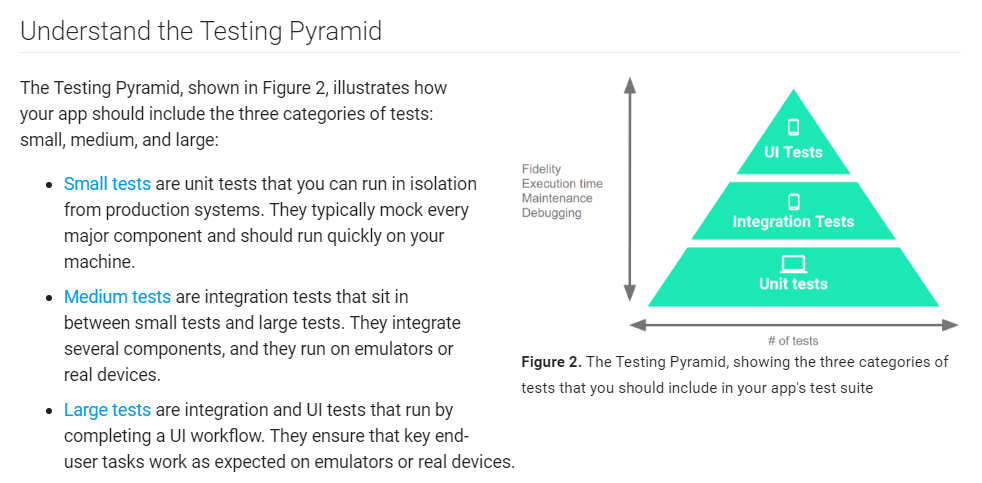 Understand the Testing Pyramid
The Testing Pyramid, shown in Figure 2, illustrates how
your app should include the three categories of tests:
small, medium, and large:
• Small tests are unit tests that you can run in isolation
from production systems. They typically mock every
major component and should run quickly on your
machine.
• Medium tests are integration tests that sit in
between small tests and large tests. They integrate
several components, and they run on emulators or
real devices.
• Large tests are integration and UI tests that run by
completing a UI workflow. They ensure that key end-
user tasks work as expected on emulators or real devices.
Fidelity
Execution time
Maintenance
Debugging
UI Tests
Integration Tests
Unit tests
# of tests
Figure 2. The Testing Pyramid, showing the three categories of
tests that you should include in your app's test suite